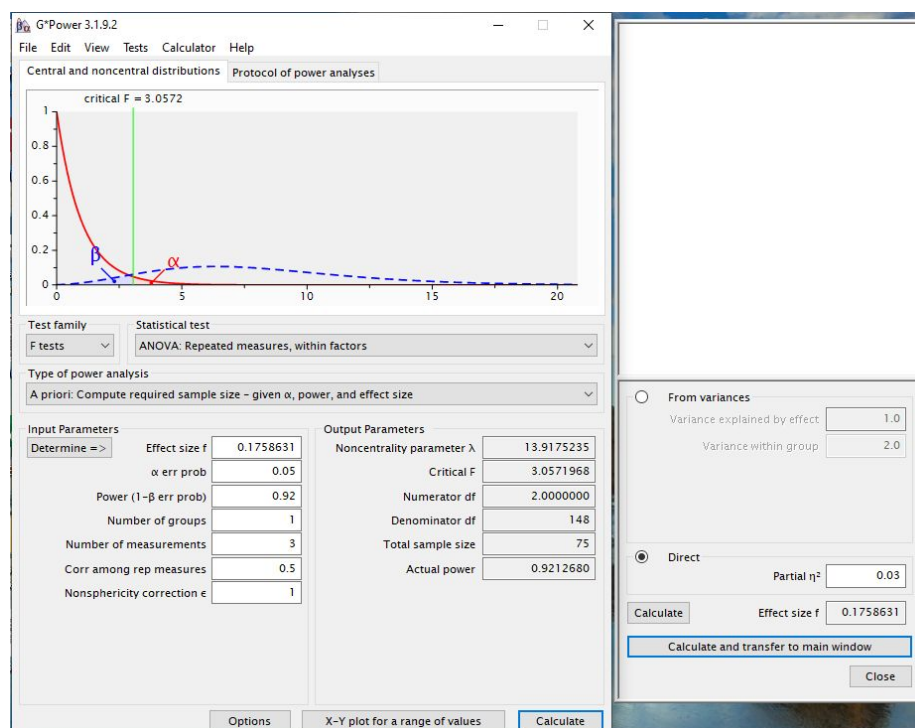 G*Power 3.1.9.2
File Edit View Tests Calculator Help
Central and noncentral distributions Protocol of power analyses
critical F = 3.0572
1
0.8
0.6
0.4
0.2
0
β
α
0 5 10 15 20
Test family
F tests
Statistical test
ANOVA: Repeated measures, within factors
Type of power analysis
A priori: Compute required sample size – given α, power, and effect size
Input Parameters
Determine =>
Effect size f 0.1758631
α err prob 0.05
Power (1-β err prob) 0.92
Number of groups 1
Number of measurements 3
Corr among rep measures 0.5
Nonsphericity correction ϵ 1
Output Parameters
Noncentrality parameter λ 13.9175235
Critical F 3.0571968
Numerator df 2.0000000
Denominator df 148
Total sample size 75
Actual power 0.9212680
Options X-Y plot for a range of values Calculate
From variances
Variance explained by effect 1.0
Variance within group 2.0
Direct
Partial η² 0.03
Calculate Effect size f 0.1758631
Calculate and transfer to main window
Close